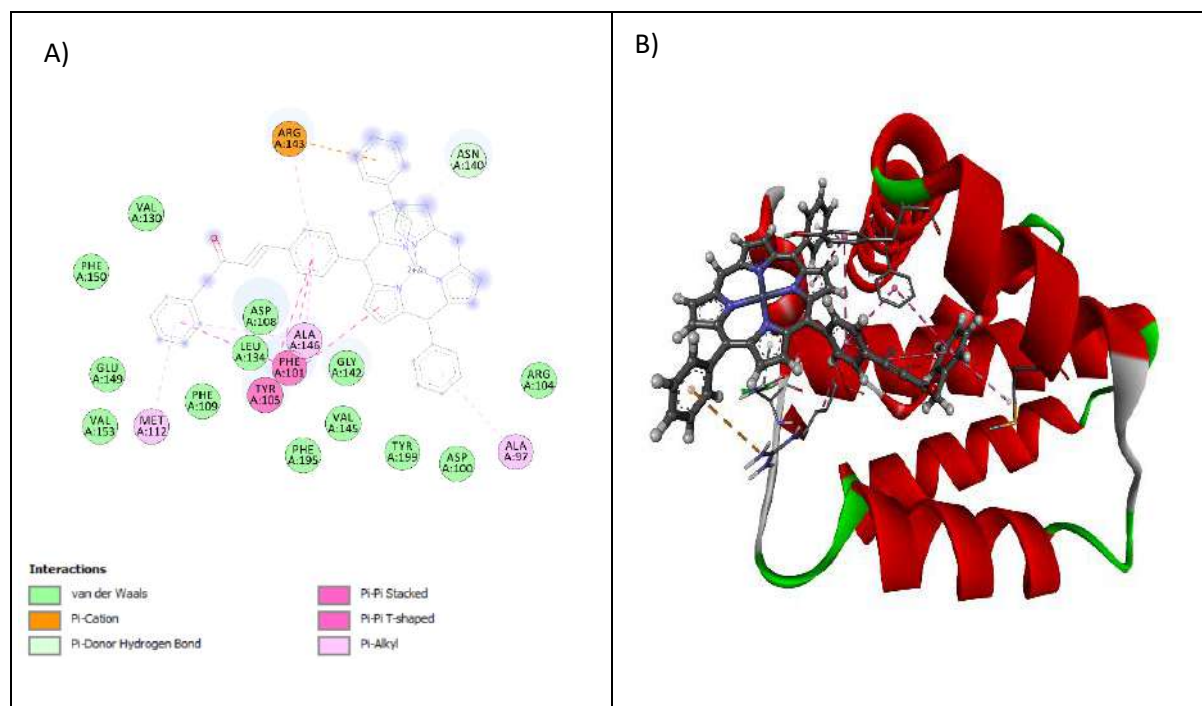 A)
B)
ARG
A:143
ASN
A:140
VAL
A:130
PHE
A:150
ASP
A:108
LEU
A:134
ALA
A:146
PHE
A:101
GLY
A:142
GLU
A:149
PHE
A:109
TYR
A:105
ARG
A:104
VAL
A:153
MET
A:112
VAL
A:145
PHE
A:195
TYR
A:199
ASP
A:100
ALA
A:97
Interactions
van der Waals
Pi-Cation
Pi-Donor Hydrogen Bond
Pi-Pi Stacked
Pi-Pi T-shaped
Pi-Alkyl